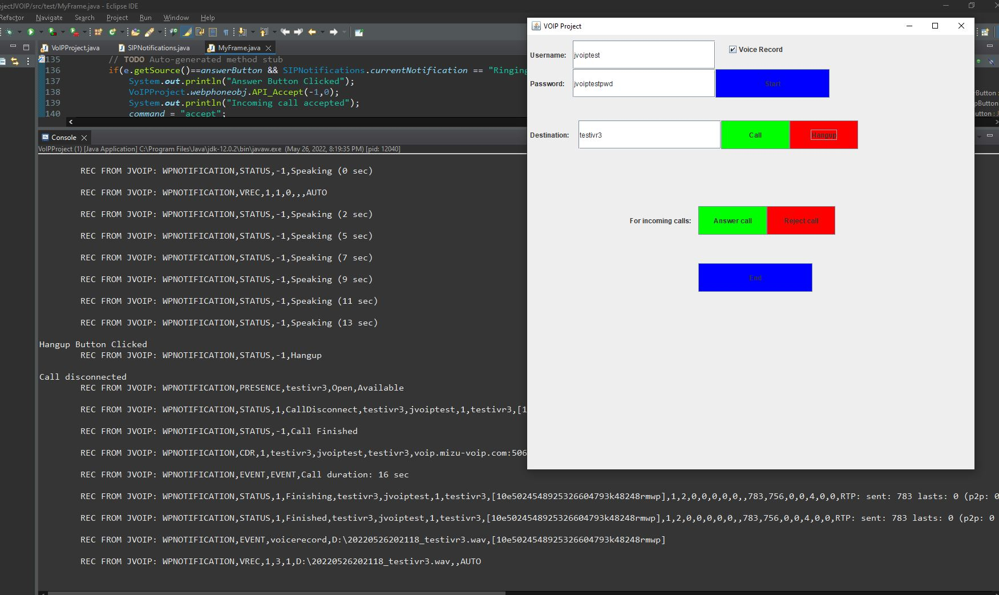 ojectJVOIP/src/test/MyFrame.java - Eclipse IDE
Refactor Navigate Search Project Run Window Help
VoIPProject.java SIPNotifications.java MyFrame.java
135 // TODO Auto-generated method stub
136 if(e.getSource()==answerButton && SIPNotifications.currentNotification == "Ringing
137 System.out.println("Answer Button Clicked");
138 VoIPProject.webphoneobj.API_Accept(-1,0);
139 System.out.println("Incoming call accepted");
140 command = "accept";
Console
VoIPProject (1) [Java Application] C:\Program Files\Java\jdk-12.0.2\bin\javaw.exe (May 26, 2022, 8:19:35 PM) [pid: 12040]
REC FROM JVOIP: WPNOTIFICATION,STATUS,-1,Speaking (0 sec)
REC FROM JVOIP: WPNOTIFICATION,VREC,1,1,0,,,AUTO
REC FROM JVOIP: WPNOTIFICATION,STATUS,-1,Speaking (2 sec)
REC FROM JVOIP: WPNOTIFICATION,STATUS,-1,Speaking (5 sec)
REC FROM JVOIP: WPNOTIFICATION,STATUS,-1,Speaking (7 sec)
REC FROM JVOIP: WPNOTIFICATION,STATUS,-1,Speaking (9 sec)
REC FROM JVOIP: WPNOTIFICATION,STATUS,-1,Speaking (11 sec)
REC FROM JVOIP: WPNOTIFICATION,STATUS,-1,Speaking (13 sec)
Hangup Button Clicked
REC FROM JVOIP: WPNOTIFICATION,STATUS,-1,Hangup
Call disconnected
REC FROM JVOIP: WPNOTIFICATION,PRESENCE,testivr3,Open,Available
REC FROM JVOIP: WPNOTIFICATION,STATUS,1,CallDisconnect,testivr3,jvoiptest,1,testivr3,[1
REC FROM JVOIP: WPNOTIFICATION,STATUS,-1,Call Finished
REC FROM JVOIP: WPNOTIFICATION,CDR,1,testivr3,jvoiptest,testivr3,voip.mizu-voip.com:506
REC FROM JVOIP: WPNOTIFICATION,EVENT,EVENT,Call duration: 16 sec
REC FROM JVOIP: WPNOTIFICATION,STATUS,1,Finishing,testivr3,jvoiptest,1,testivr3,[10e5024548925326604793k48248rmwp],1,2,0,0,0,0,0,,783,756,0,0,4,0,0,RTP: sent: 783 lasts: 0 (p2p: 0
REC FROM JVOIP: WPNOTIFICATION,STATUS,1,Finished,testivr3,jvoiptest,1,testivr3,[10e5024548925326604793k48248rmwp],1,2,0,0,0,0,0,,783,756,0,0,4,0,0,RTP: sent: 783 lasts: 0 (p2p: 0
REC FROM JVOIP: WPNOTIFICATION,EVENT,voicerecord,D:\20220526202118_testivr3.wav,[10e5024548925326604793k48248rmwp]
REC FROM JVOIP: WPNOTIFICATION,VREC,1,3,1,D:\20220526202118_testivr3.wav,,AUTO
VOIP Project
Username: jvoiptest Voice Record
Password: jvoiptestpwd Start
Destination: testivr3 Call Hangup
For incoming calls: Answer call Reject call
End
rButton :
pButton
utton : J